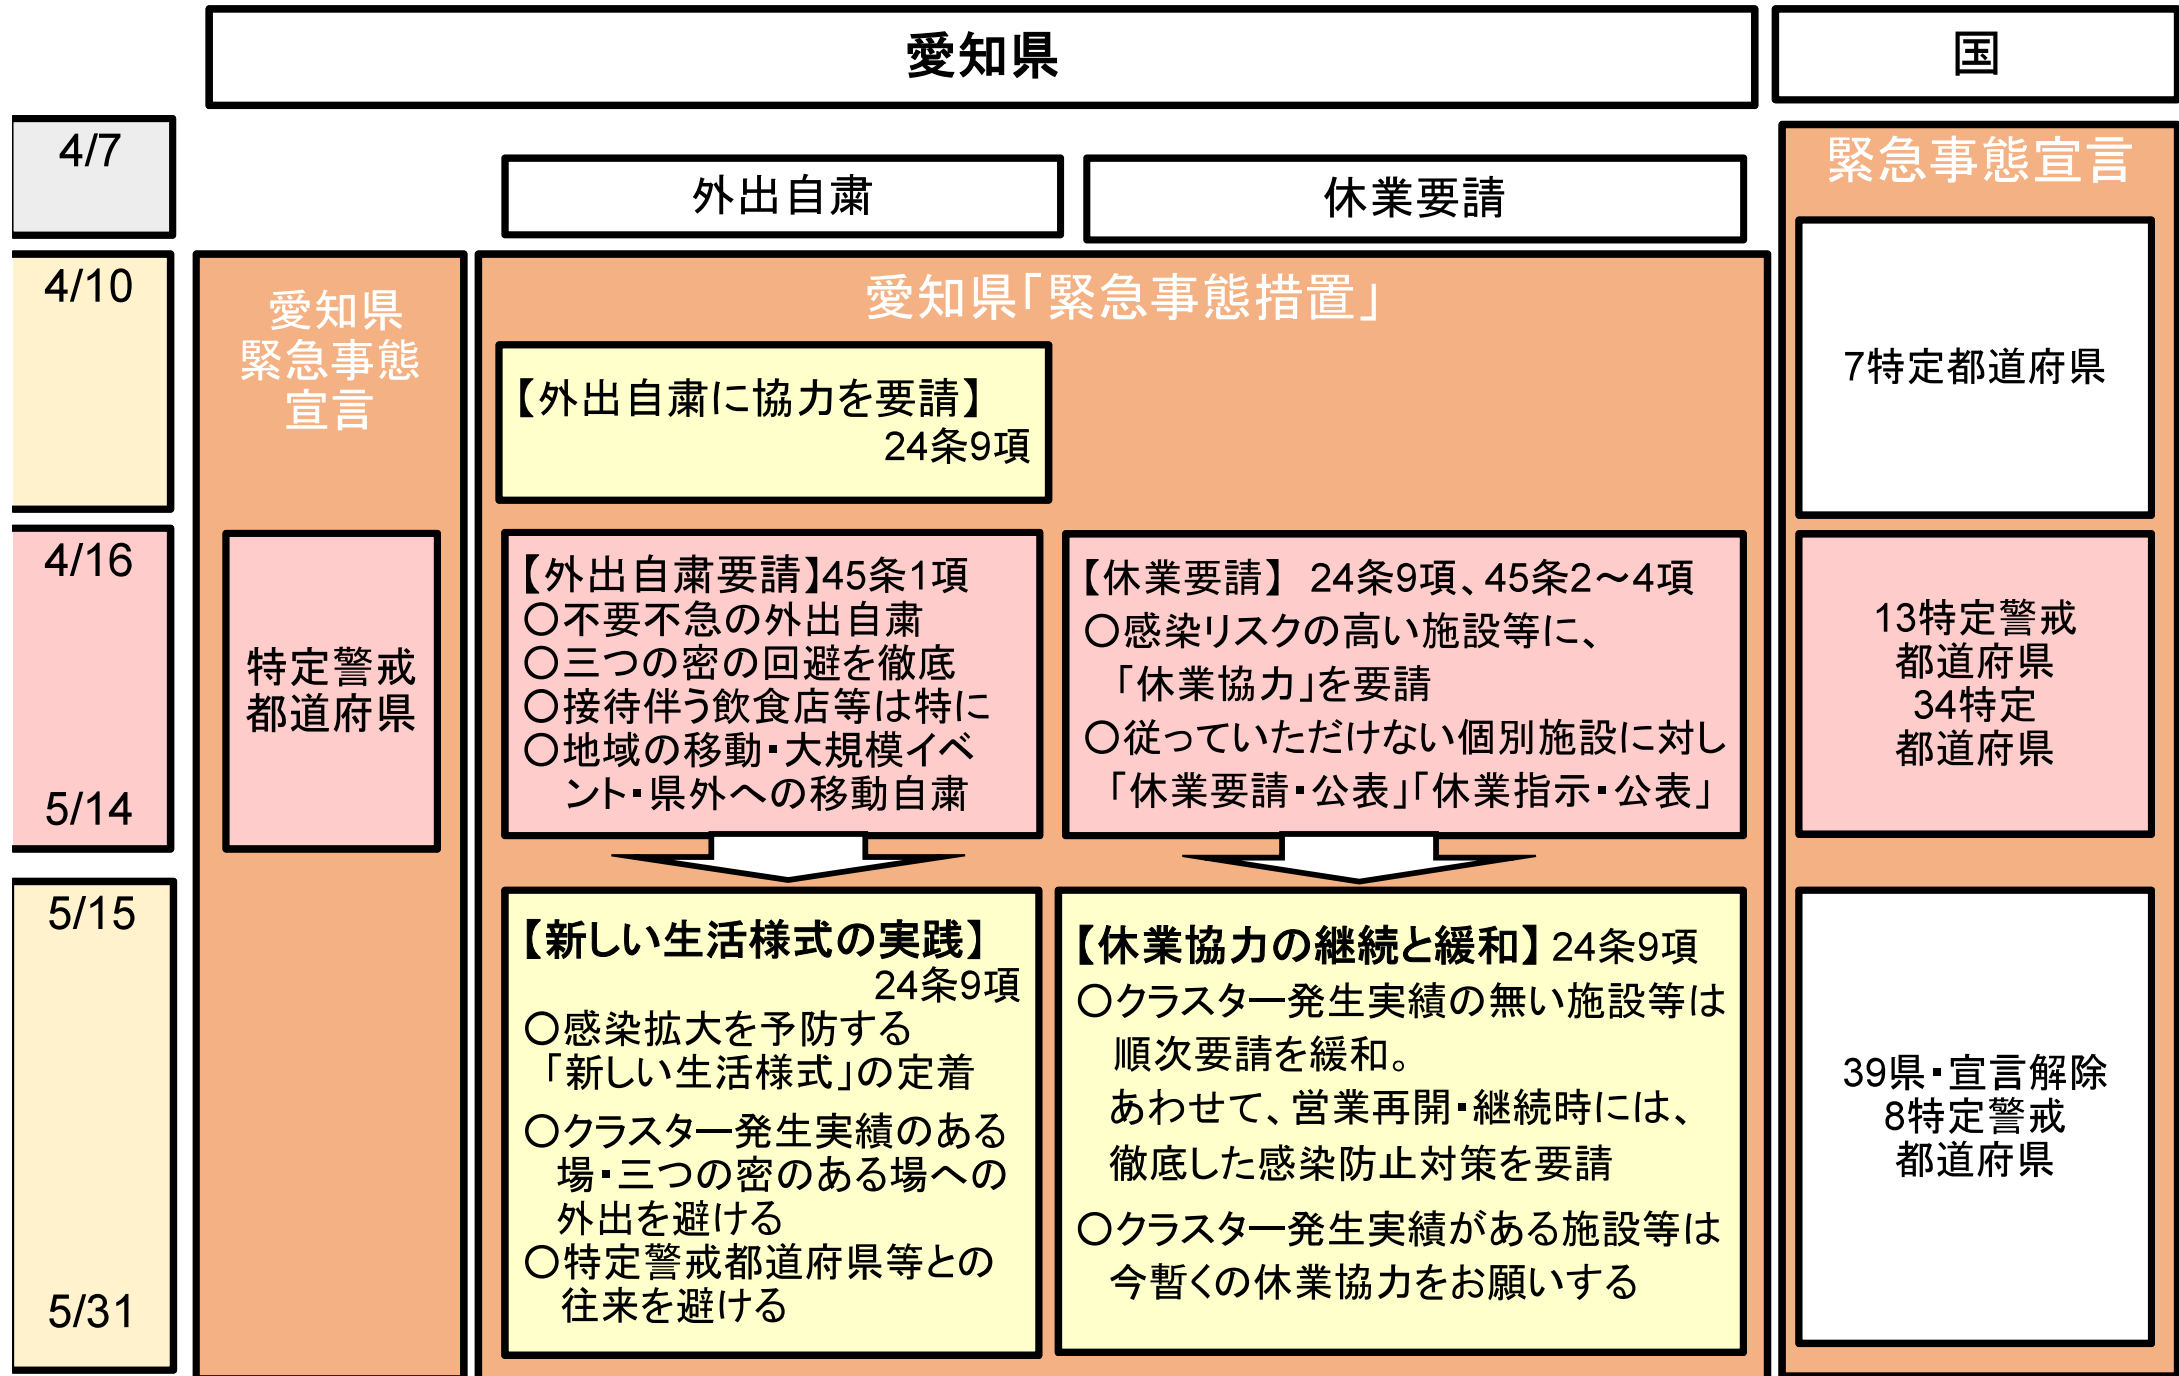 愛知県
国
4/7
緊急事態宣言
外出自粛
休業要請
4/10
愛知県
緊急事態
宣言
愛知県「緊急事態措置」
【外出自粛に協力を要請】
24条9項
7特定都道府県
4/16
5/14
特定警戒
都道府県
【外出自粛要請】45条1項
○不要不急の外出自粛
○三つの密の回避を徹底
○接待伴う飲食店等は特に
○地域の移動・大規模イベ
ント・県外への移動自粛
【休業要請】 24条9項、45条2～4項
○感染リスクの高い施設等に、
「休業協力」を要請
○従っていただけない個別施設に対し
「休業要請・公表」「休業指示・公表」
13特定警戒
都道府県
34特定
都道府県
5/15
5/31
【新しい生活様式の実践】
24条9項
○感染拡大を予防する
「新しい生活様式」の定着
○クラスター発生実績のある
場・三つの密のある場への
外出を避ける
○特定警戒都道府県等との
往来を避ける
【休業協力の継続と緩和】24条9項
○クラスター発生実績の無い施設等は
順次要請を緩和。
あわせて、営業再開・継続時には、
徹底した感染防止対策を要請
○クラスター発生実績がある施設等は
今暫くの休業協力をお願いする
39県・宣言解除
8特定警戒
都道府県